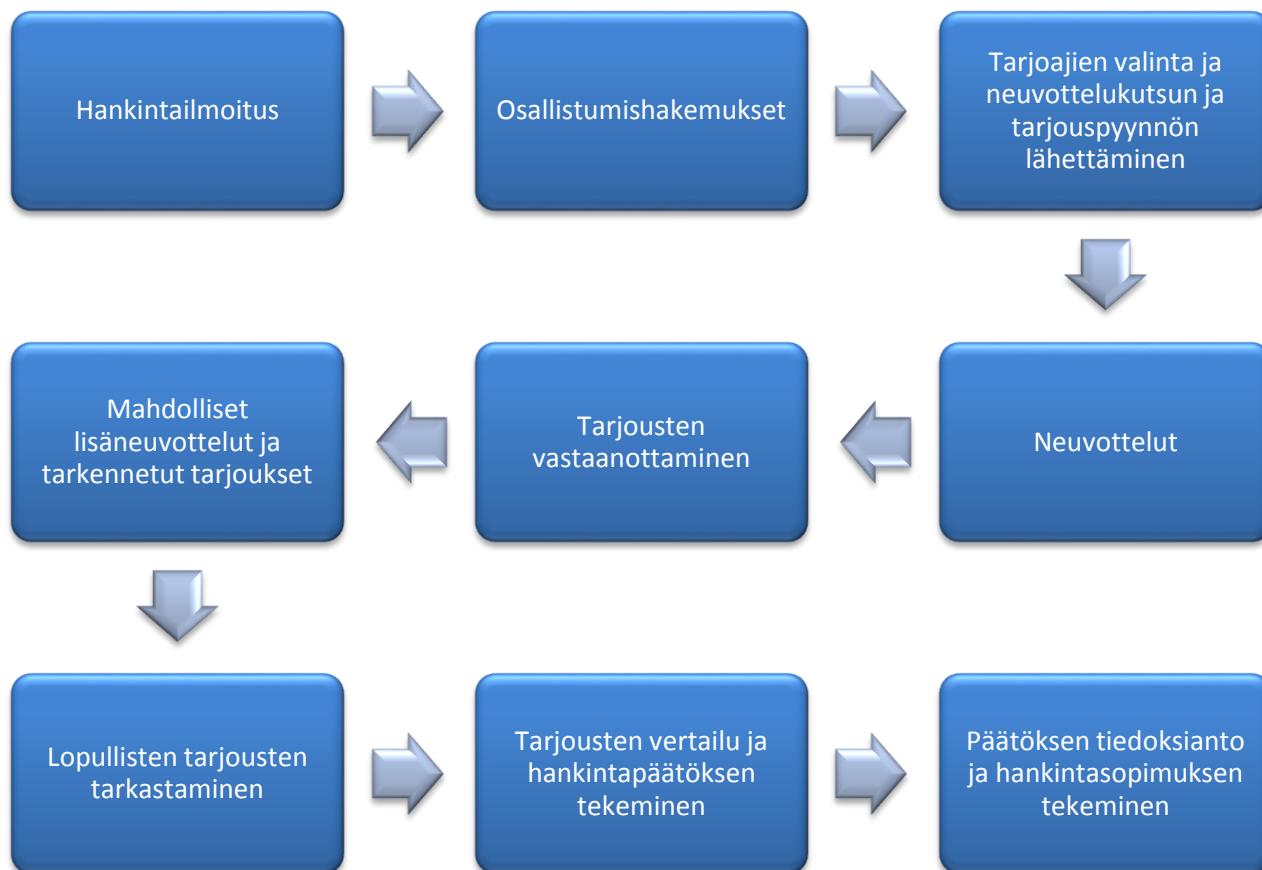 Hankintailmoitus
Osallistumishakemukset
Tarjoajien valinta ja
neuvottelukutsun ja
tarjouspyynnön
lähettäminen
Neuvottelut
Tarjousten
vastaanottaminen
Mahdolliset
lisäneuvottelut ja
tarkennetut tarjoukset
Lopullisten tarjousten
tarkastaminen
Tarjousten vertailu ja
hankintapäätöksen
tekeminen
Päätöksen tiedoksianto
ja hankintasopimuksen
tekeminen